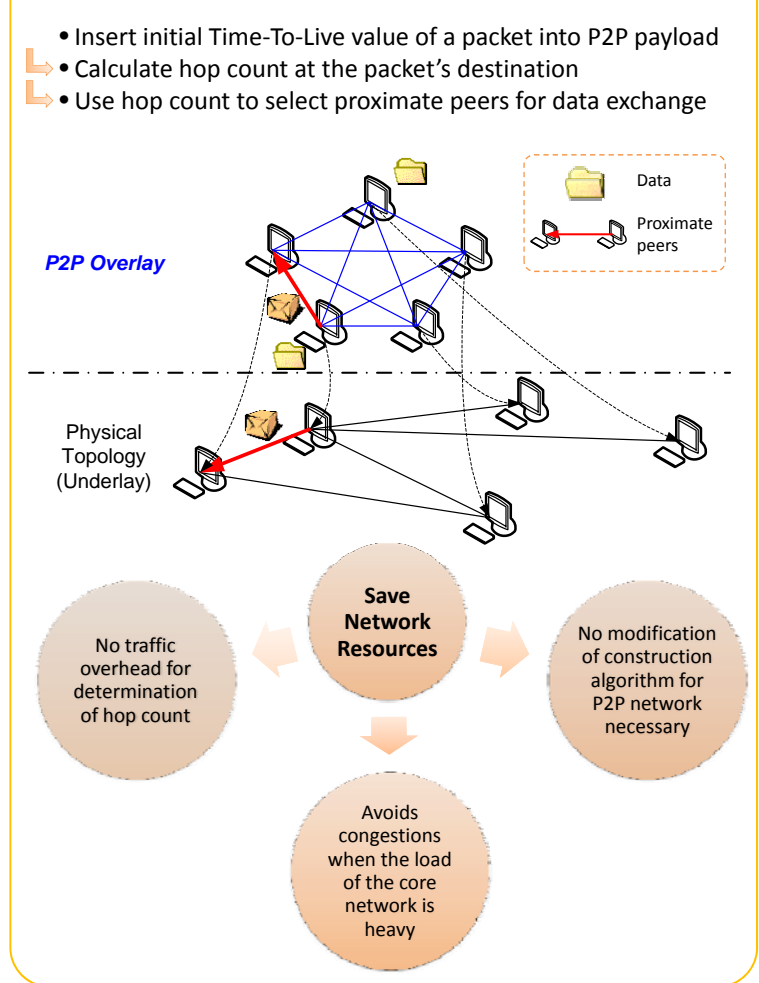 • Insert initial Time-To-Live value of a packet into P2P payload
• Calculate hop count at the packet's destination
• Use hop count to select proximate peers for data exchange
Data
Proximate
peers
P2P Overlay
Physical
Topology
(Underlay)
Save
Network
Resources
No traffic
overhead for
determination
of hop count
No modification
of construction
algorithm for
P2P network
necessary
Avoids
congestions
when the load
of the core
network is
heavy